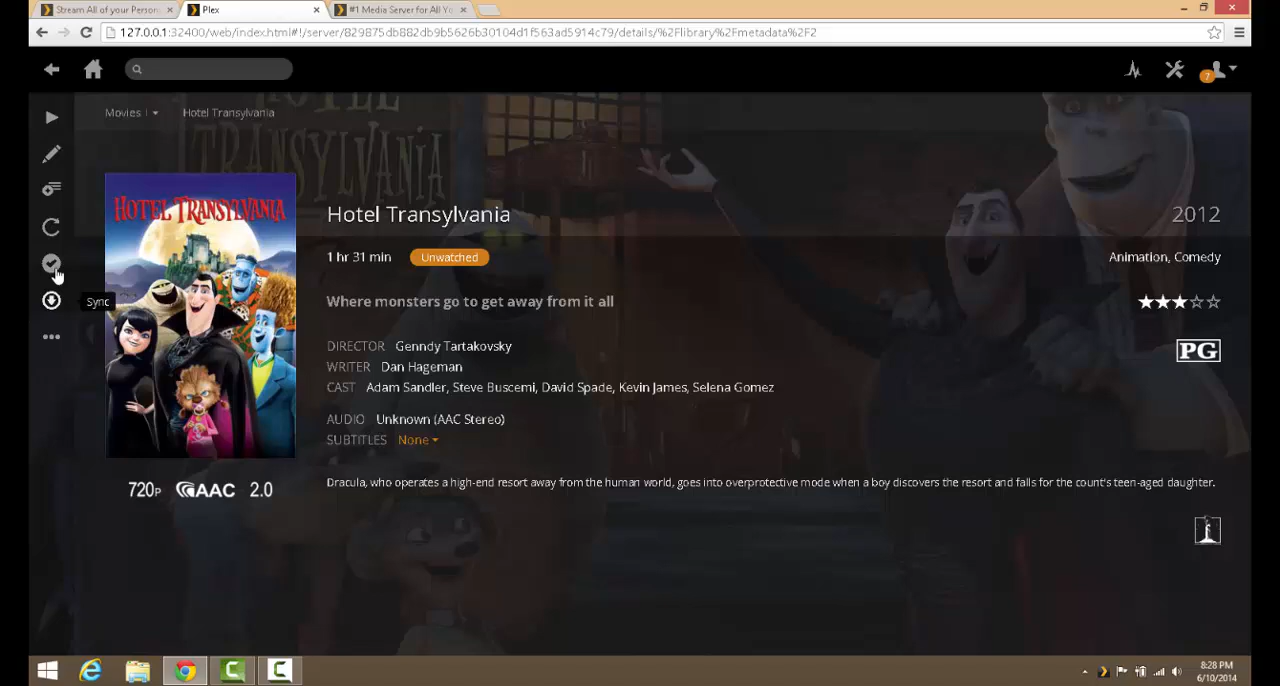 Stream All of your Persona
Plex
#1 Media Server for All Yo
127.0.0.1:32400/web/index.html#!/server/829875db882db9b5626b30104d1f563ad5914c79/details/%2Flibrary%2Fmetadata%2F2
7
Movies
Hotel Transylvania
HOTEL
TRANSYLVANIA
HOTEL TRANSYLVANIA
Hotel Transylvania
2012
1 hr 31 min
Unwatched
Animation, Comedy
Sync
Where monsters go to get away from it all
PG
DIRECTOR Genndy Tartakovsky
WRITER Dan Hageman
CAST Adam Sandler, Steve Buscemi, David Spade, Kevin James, Selena Gomez
AUDIO Unknown (AAC Stereo)
SUBTITLES None
720P AAC 2.0
Dracula, who operates a high-end resort away from the human world, goes into overprotective mode when a boy discovers the resort and falls for the count's teen-aged daughter.
8:28 PM
6/10/2014